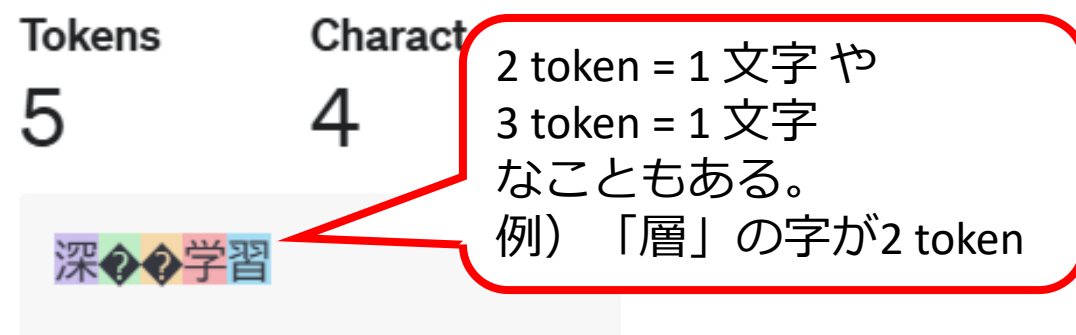 Tokens
Charact
5
4
2 token = 1 文字 や
3 token = 1 文字
なこともある。
例）「層」の字が2 token
深��学習